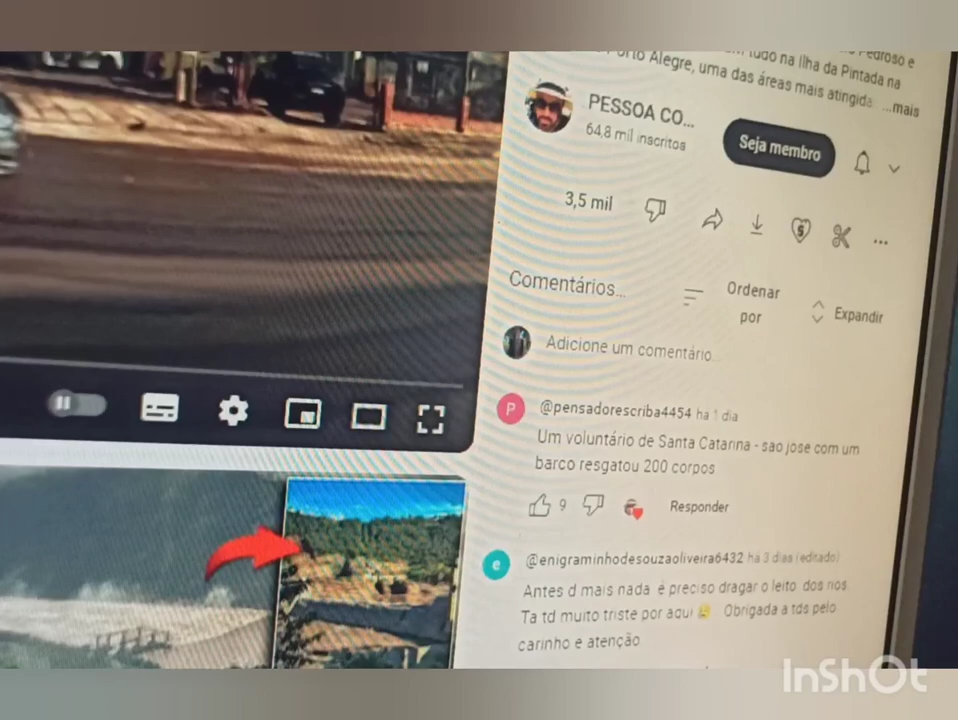 tudo na Ilha da Pintada na
Porto Alegre, uma das áreas mais atingida ...mais
PESSOA CO...
64,8 mil inscritos
Seja membro
3,5 mil
Comentários...
Ordenar
por
Expandir
Adicione um comentário
P
@pensadorescriba4454 há 1 dia
Um voluntário de Santa Catarina - sao jose com um
barco resgatou 200 corpos
9
Responder
e
@enigraminhodesouzaoliveira6432 há 3 dias (editado)
Antes d mais nada é preciso dragar o leito dos rios.
Ta td muito triste por aqui 😢 Obrigada a tds pelo
carinho e atenção
InShOt